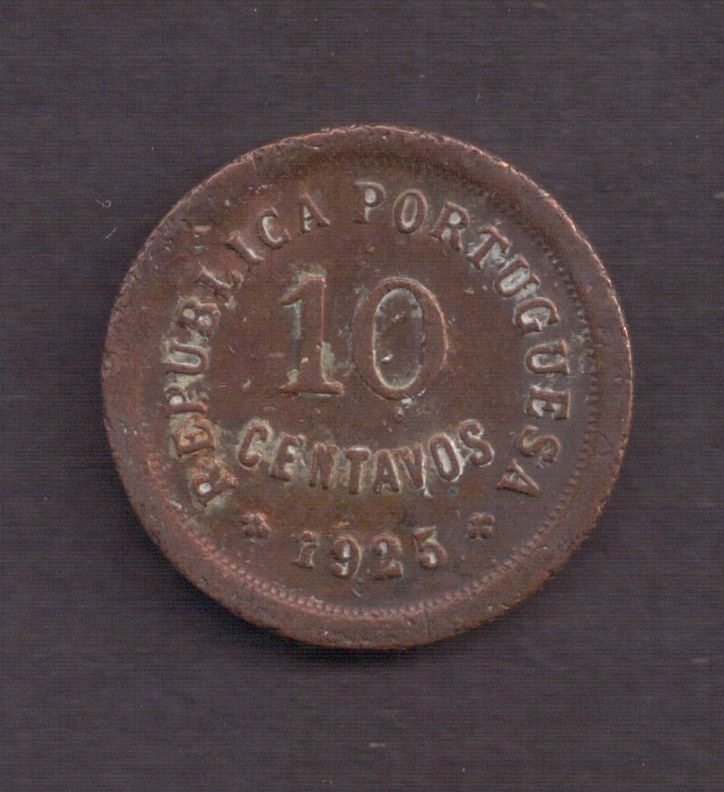 REPUBLICA PORTUGUESA
10
CENTAVOS
* 1925 *